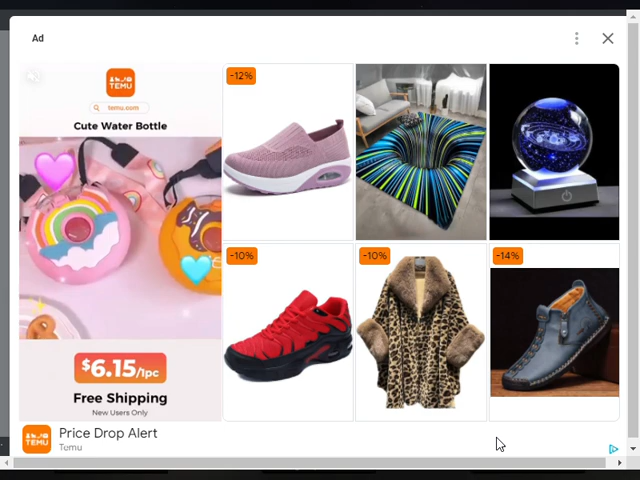 Ad
TEMU
temu.com
Cute Water Bottle
$6.15/1pc
Free Shipping
New Users Only
-12%
-10%
-10%
-14%
TEMU
Price Drop Alert
Temu